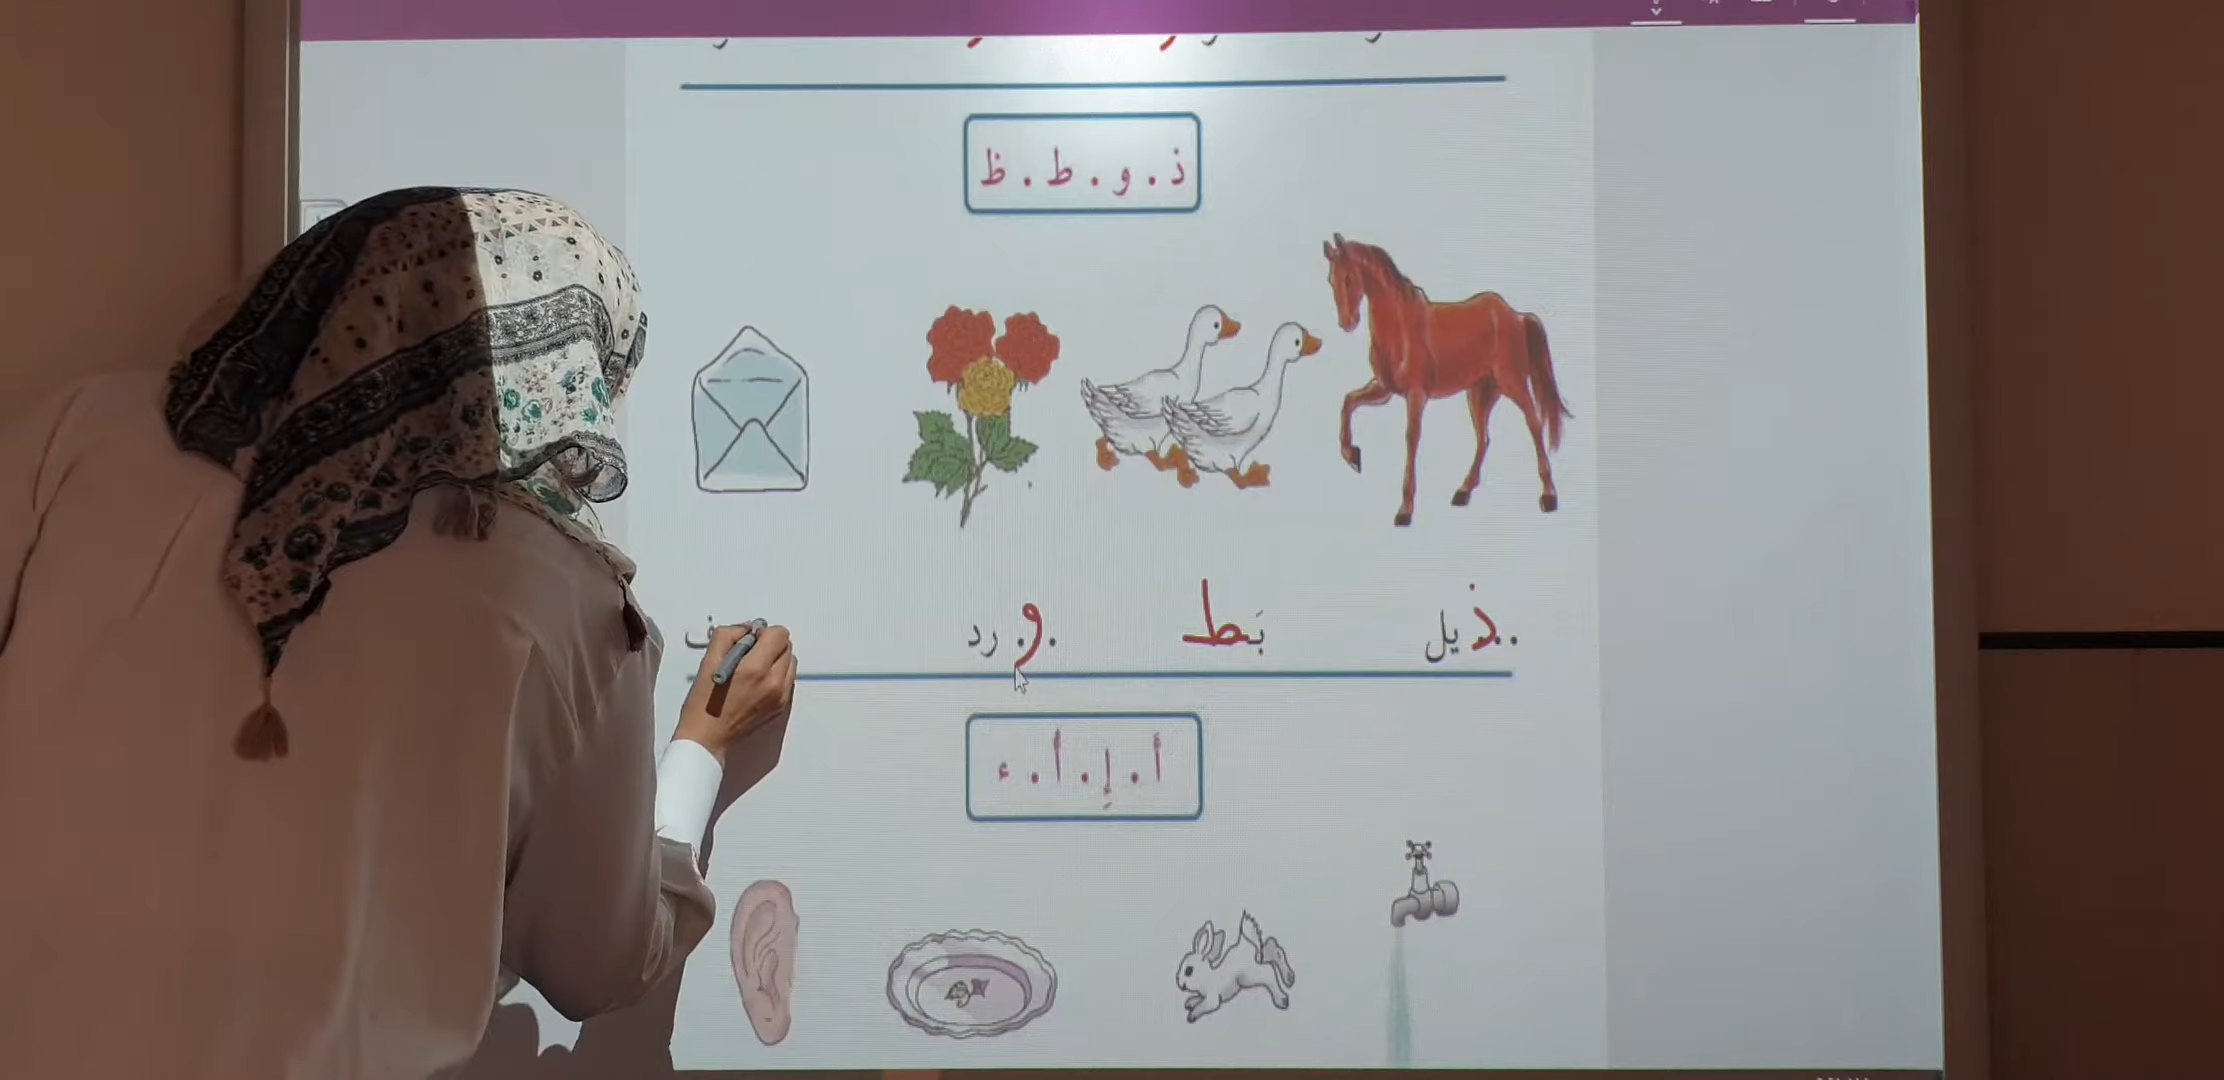 ذ . و . ط . ظ
ذيل بَط ورد ف
أ . إ . أ . ء